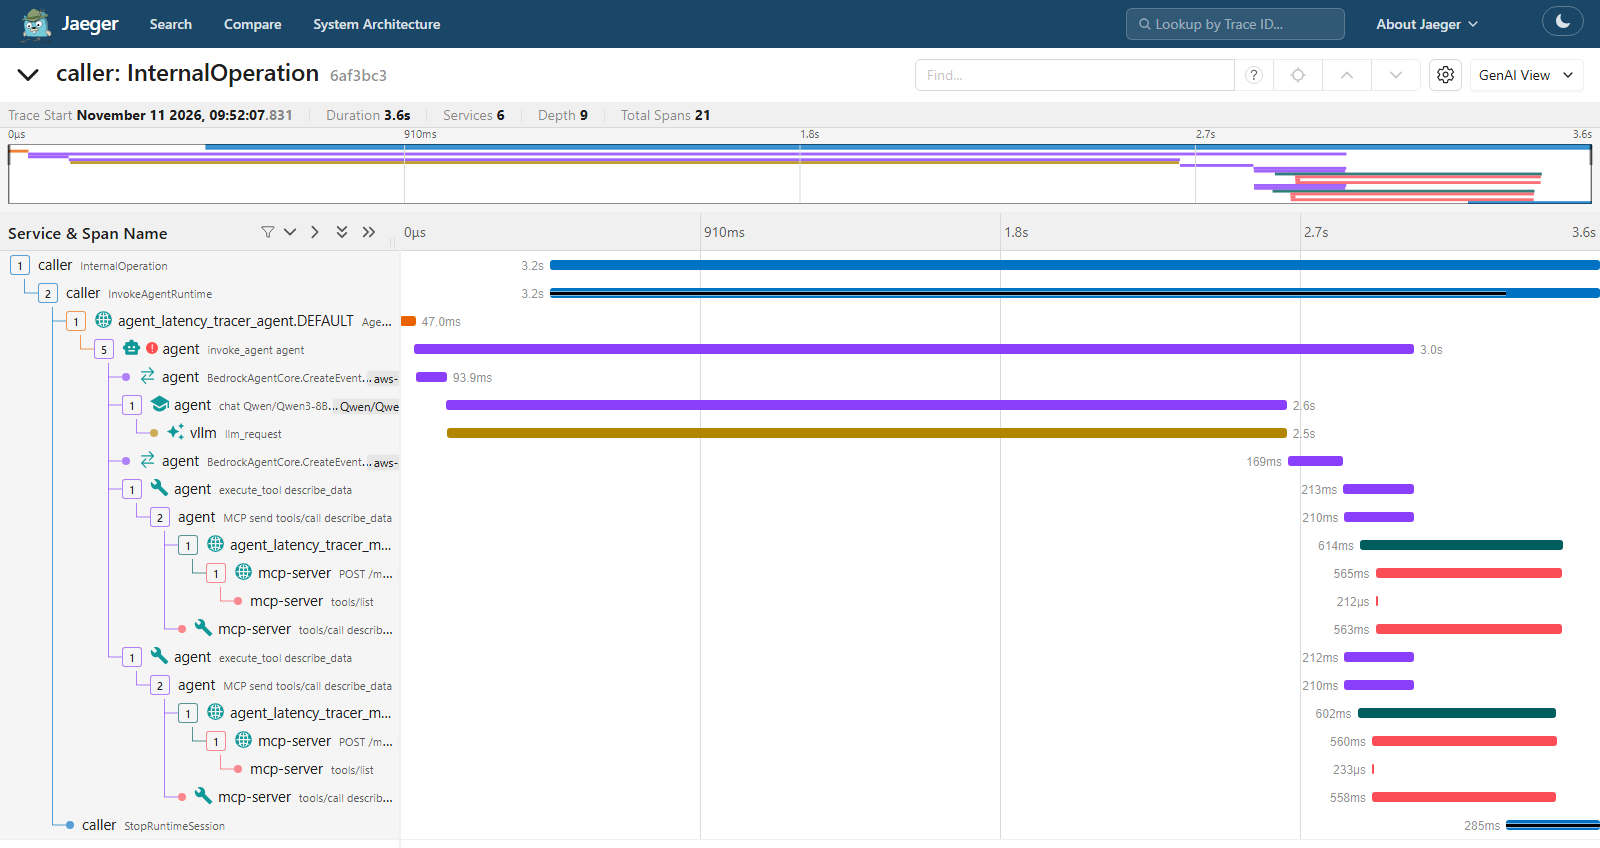 Jaeger Search Compare System Architecture Lookup by Trace ID... About Jaeger
caller: InternalOperation 6af3bc3 Find... ? GenAI View
Trace Start November 11 2026, 09:52:07.831 Duration 3.6s Services 6 Depth 9 Total Spans 21
0μs 910ms 1.8s 2.7s 3.6s
Service & Span Name 0μs 910ms 1.8s 2.7s 3.6s
1 caller InternalOperation 3.2s
2 caller InvokeAgentRuntime 3.2s
1 agent_latency_tracer_agent.DEFAULT Age... 47.0ms
5 agent invoke_agent agent 3.0s
agent BedrockAgentCore.CreateEvent... aws- 93.9ms
1 agent chat Qwen/Qwen3-8B... Qwen/Qwe 2.6s
vllm llm_request 2.5s
agent BedrockAgentCore.CreateEvent... aws- 169ms
1 agent execute_tool describe_data 213ms
2 agent MCP send tools/call describe_data 210ms
1 agent_latency_tracer_m... 614ms
1 mcp-server POST /m... 565ms
mcp-server tools/list 212μs
mcp-server tools/call describ... 563ms
1 agent execute_tool describe_data 212ms
2 agent MCP send tools/call describe_data 210ms
1 agent_latency_tracer_m... 602ms
1 mcp-server POST /m... 560ms
mcp-server tools/list 233μs
mcp-server tools/call describ... 558ms
caller StopRuntimeSession 285ms